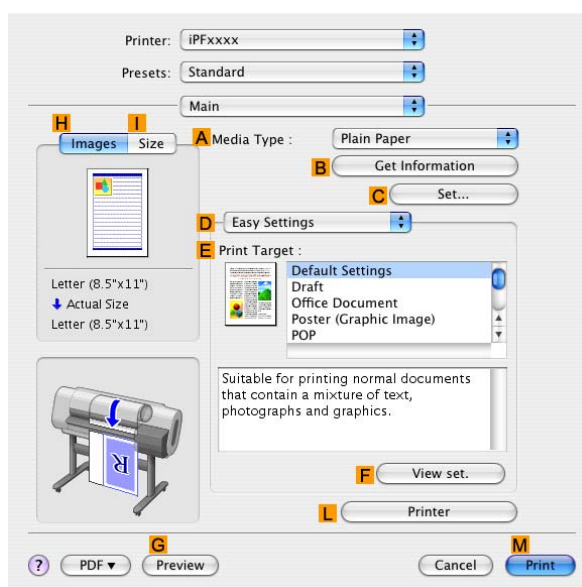 Printer: iPFxxxx
Presets: Standard
Main
H I
Images Size
A Media Type : Plain Paper
B Get Information
C Set...
D Easy Settings
E Print Target :
Default Settings
Draft
Office Document
Poster (Graphic Image)
POP
Letter (8.5"x11")
Actual Size
Letter (8.5"x11")
Suitable for printing normal documents
that contain a mixture of text,
photographs and graphics.
R
F View set.
L Printer
G M
? PDF▼ Preview Cancel Print